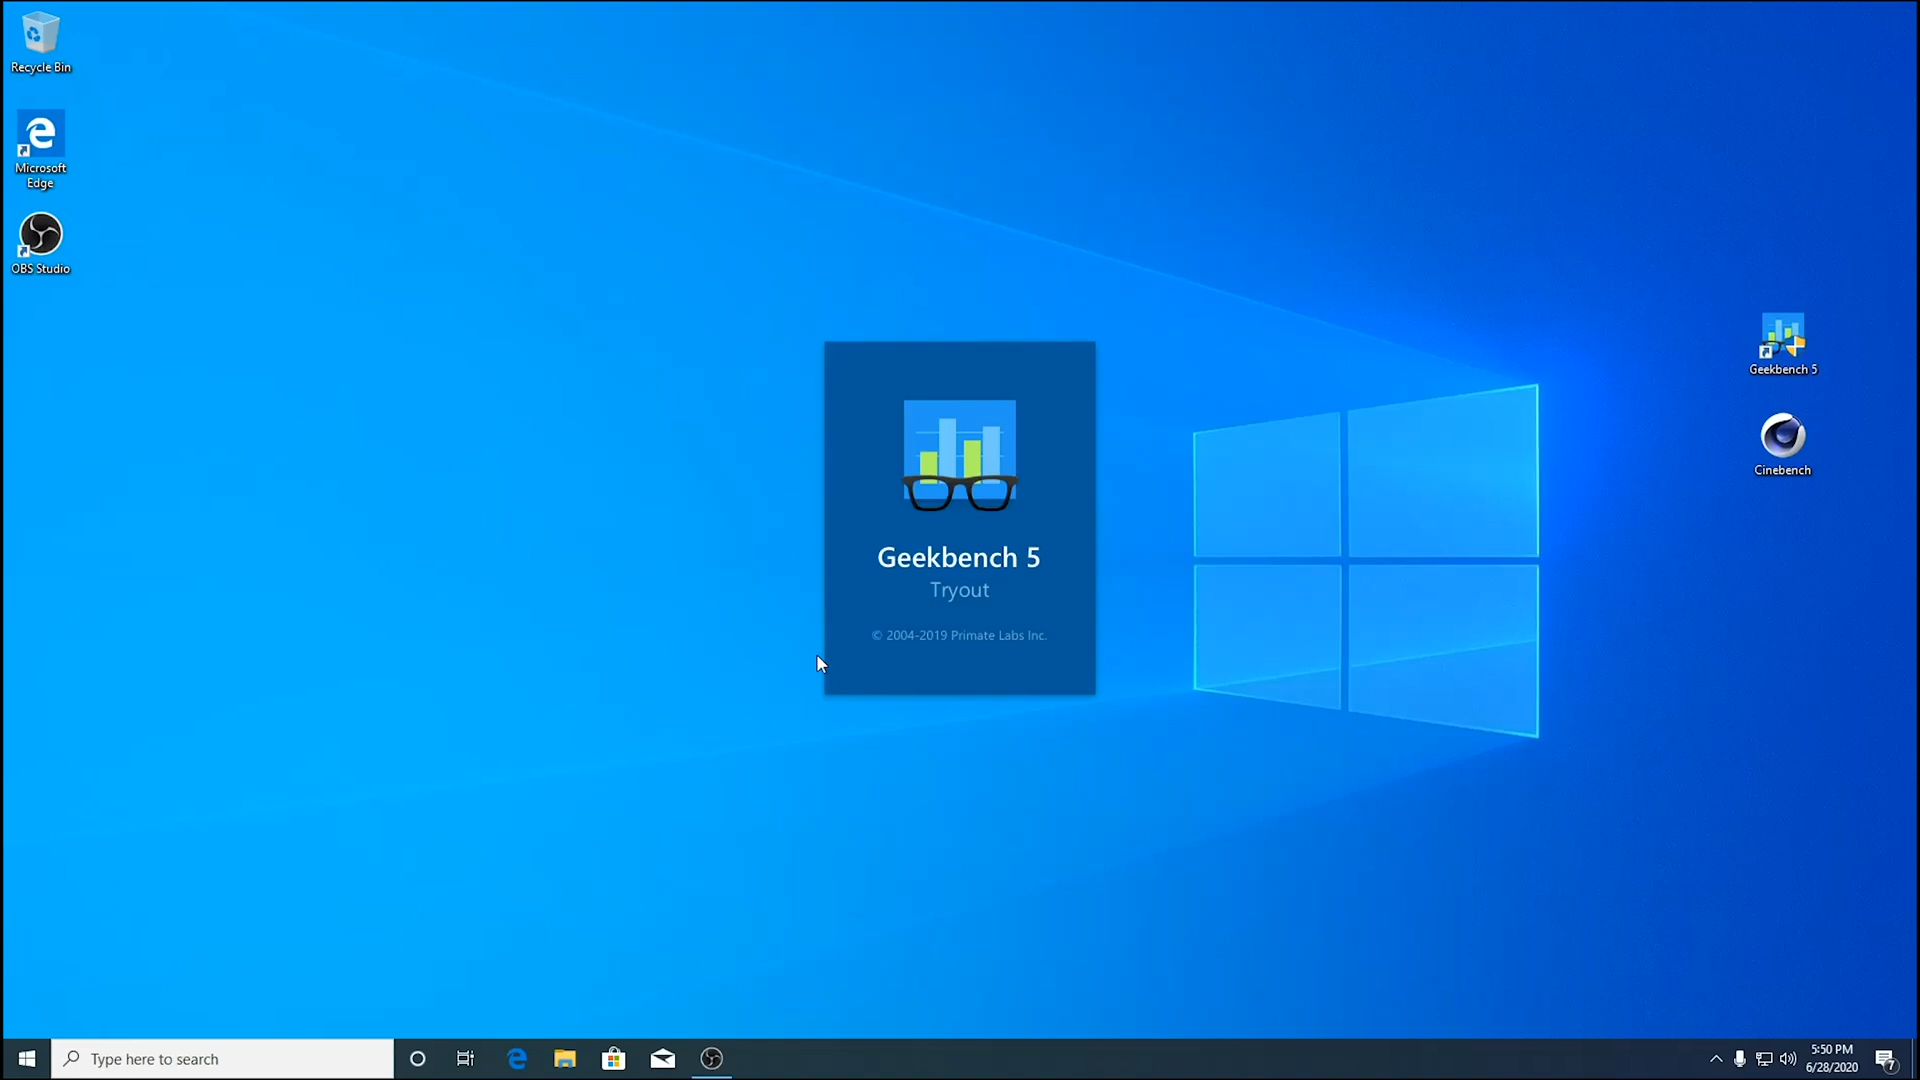 Recycle Bin
Microsoft
Edge
OBS Studio
Geekbench 5
Tryout
© 2004-2019 Primate Labs Inc.
Geekbench 5
Cinebench
Type here to search
5:50 PM
6/28/2020
7